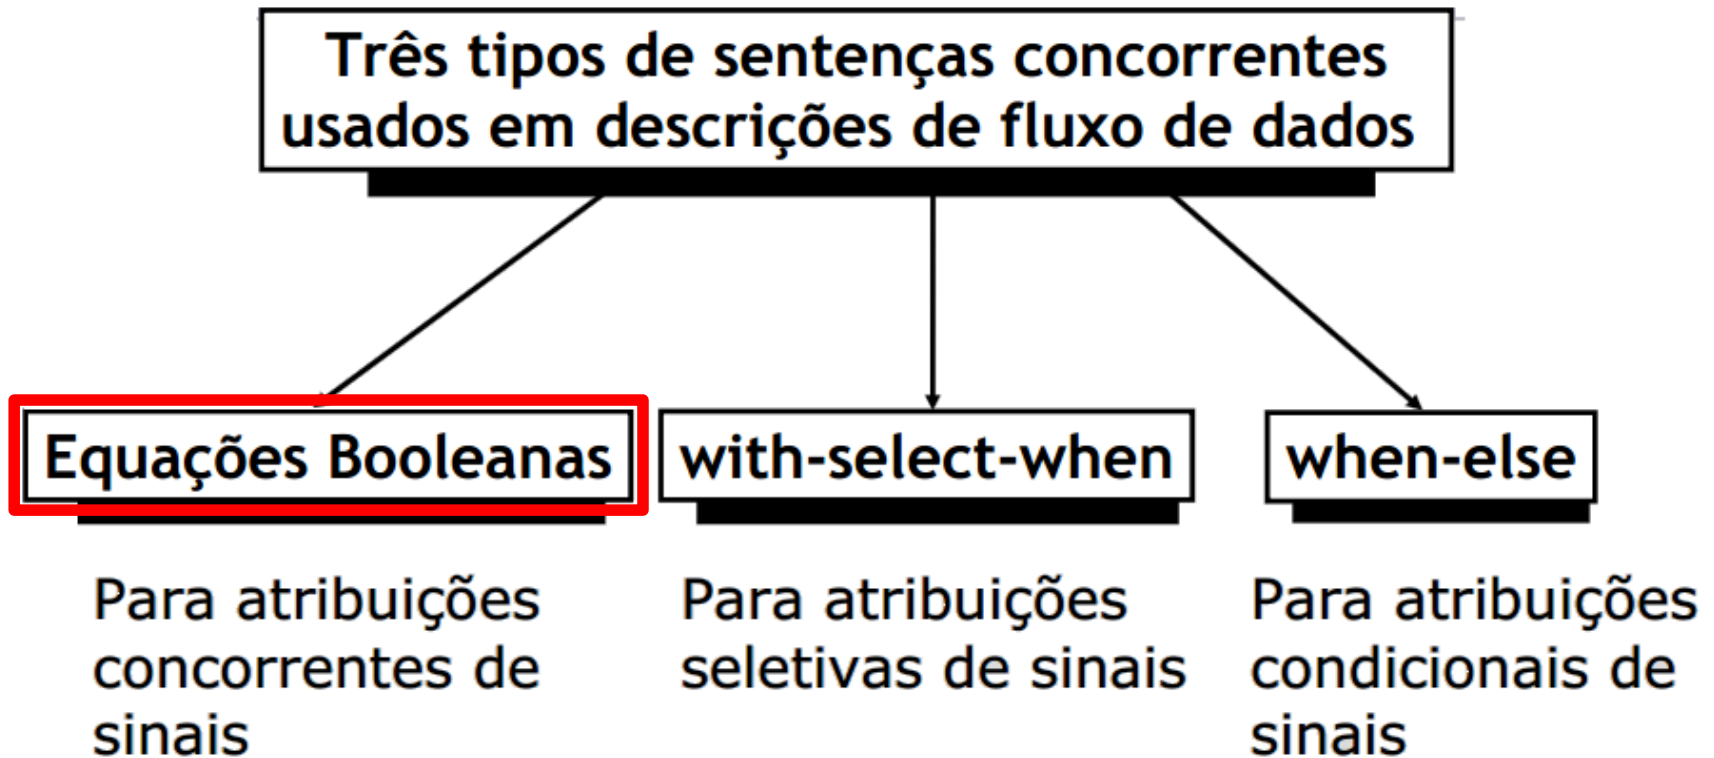 Três tipos de sentenças concorrentes
usados em descrições de fluxo de dados
Equações Booleanas
with-select-when
when-else
Para atribuições
concorrentes de
sinais
Para atribuições
seletivas de sinais
Para atribuições
condicionais de
sinais